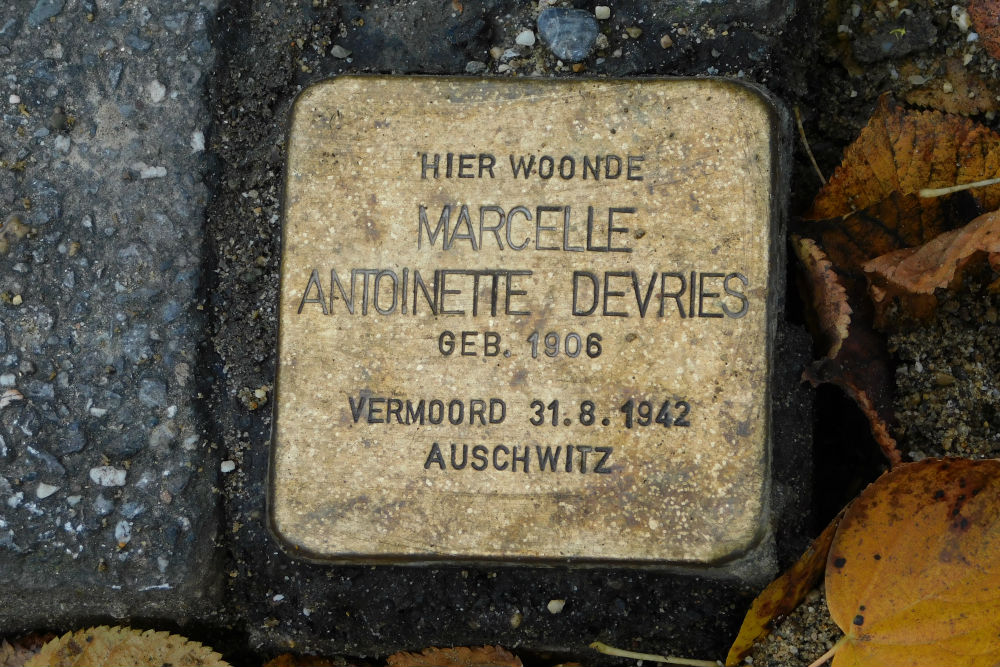 HIER WOONDE
MARCELLE
ANTOINETTE DEVRIES
GEB. 1906
VERMOORD 31.8.1942
AUSCHWITZ